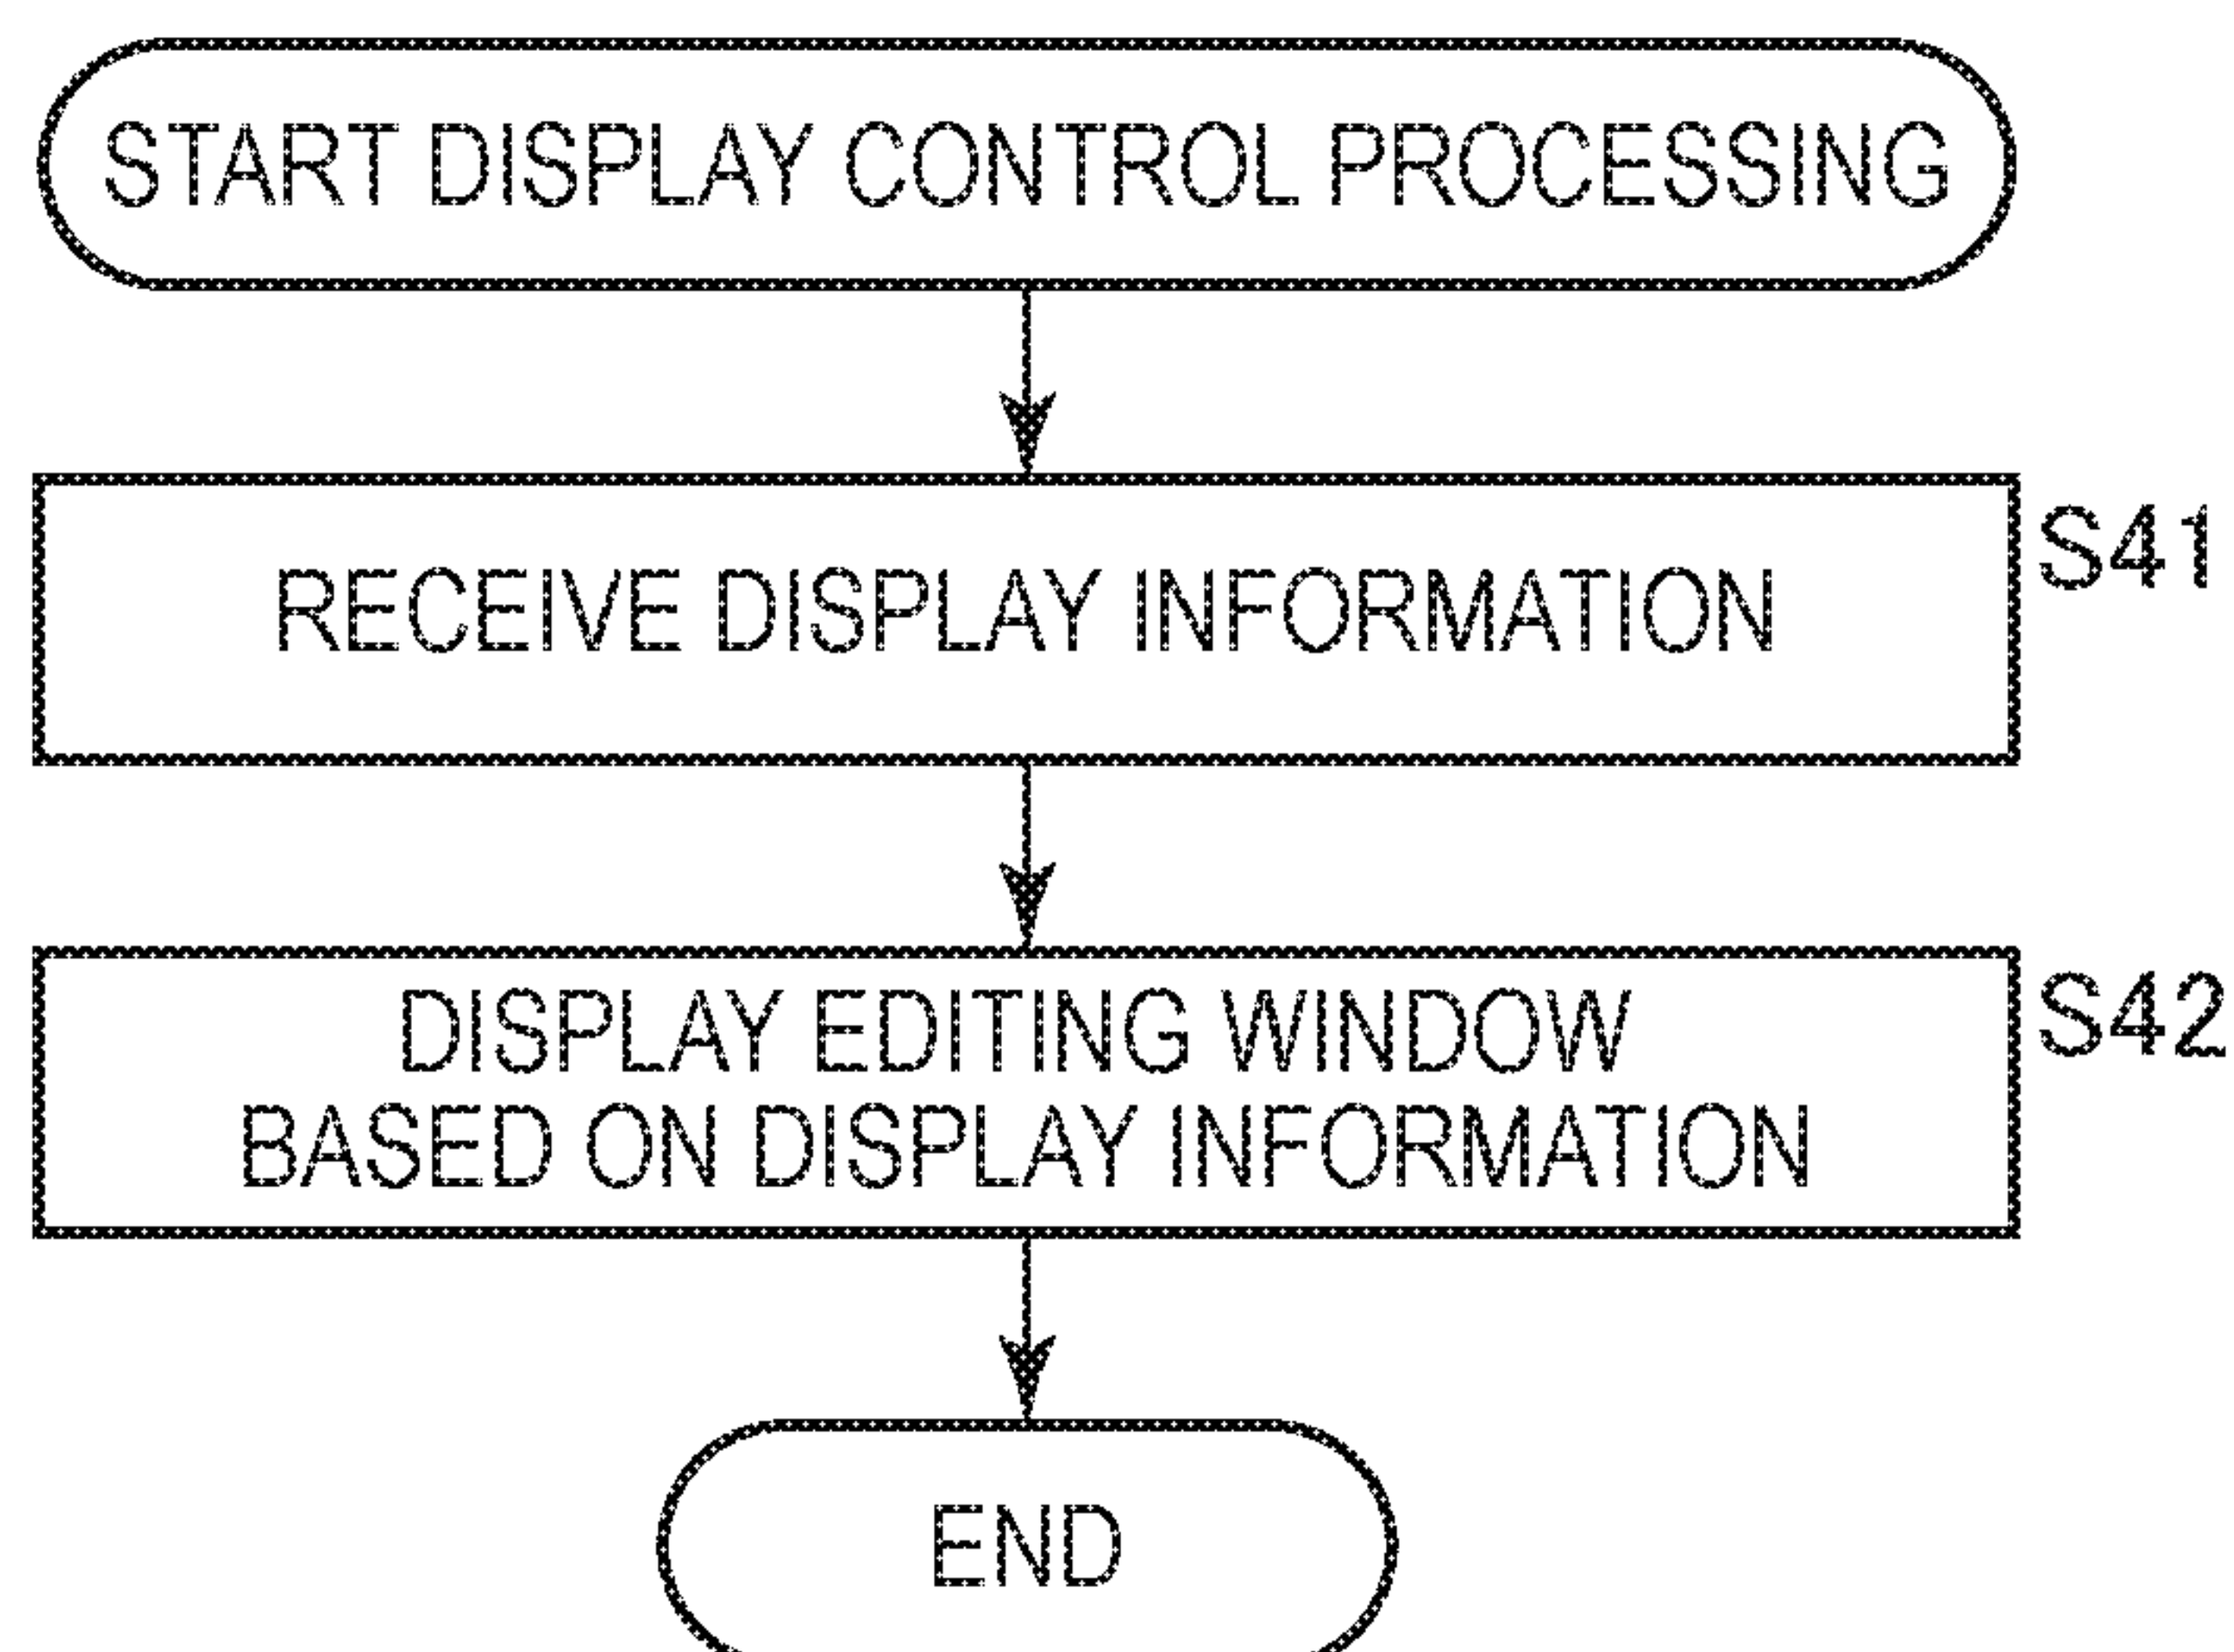 START DISPLAY CONTROL PROCESSING
RECEIVE DISPLAY INFORMATION
S41
DISPLAY EDITING WINDOW
BASED ON DISPLAY INFORMATION
S42
END